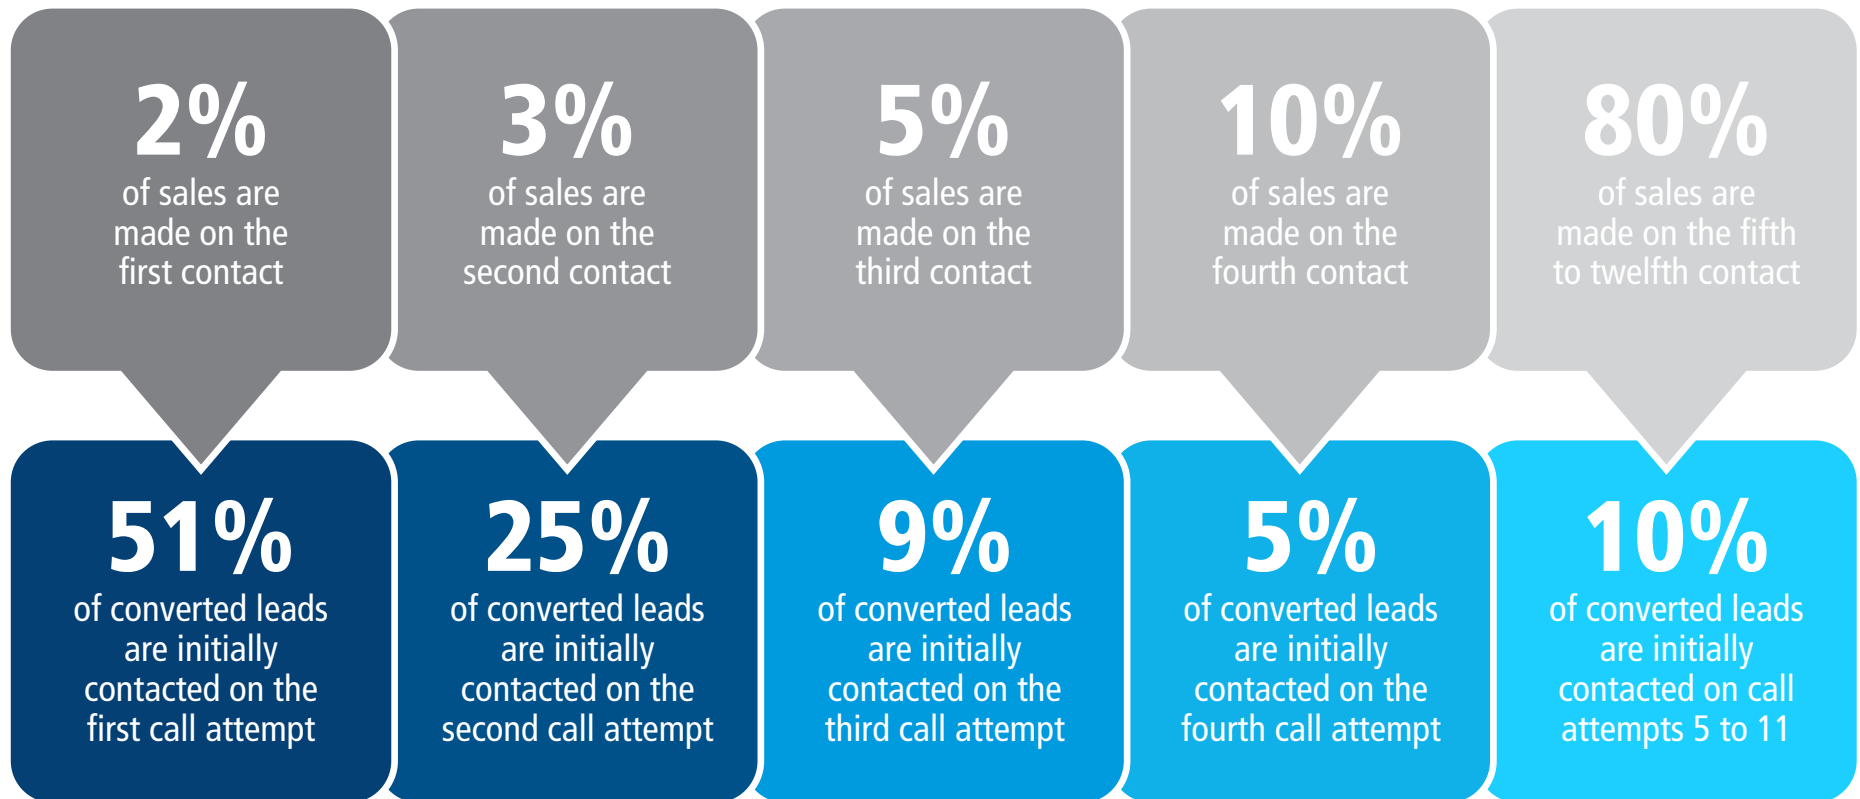 2%
of sales are
made on the
first contact
3%
of sales are
made on the
second contact
5%
of sales are
made on the
third contact
10%
of sales are
made on the
fourth contact
80%
of sales are
made on the fifth
to twelfth contact
51%
of converted leads
are initially
contacted on the
first call attempt
25%
of converted leads
are initially
contacted on the
second call attempt
9%
of converted leads
are initially
contacted on the
third call attempt
5%
of converted leads
are initially
contacted on the
fourth call attempt
10%
of converted leads
are initially
contacted on call
attempts 5 to 11